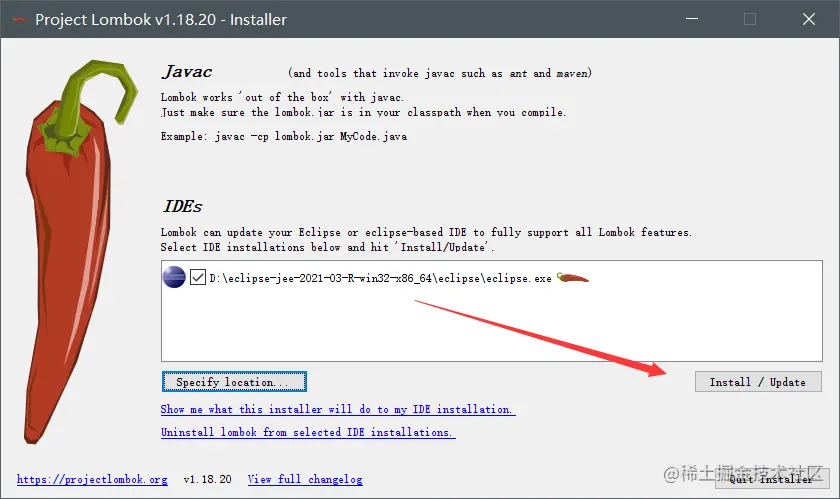 Project Lombok v1.18.20 - Installer
Javac (and tools that invoke javac such as ant and maven)
Lombok works 'out of the box' with javac.
Just make sure the lombok.jar is in your classpath when you compile.
Example: javac -cp lombok.jar MyCode.java
IDEs
Lombok can update your Eclipse or eclipse-based IDE to fully support all Lombok features.
Select IDE installations below and hit 'Install/Update'.
D:\eclipse-jee-2021-03-R-win32-x86_64\eclipse\eclipse.exe
Specify location...
Install / Update
Show me what this installer will do to my IDE installation.
Uninstall lombok from selected IDE installations.
https://projectlombok.org v1.18.20 View full changelog
Quit Installer
@稀土掘金技术社区